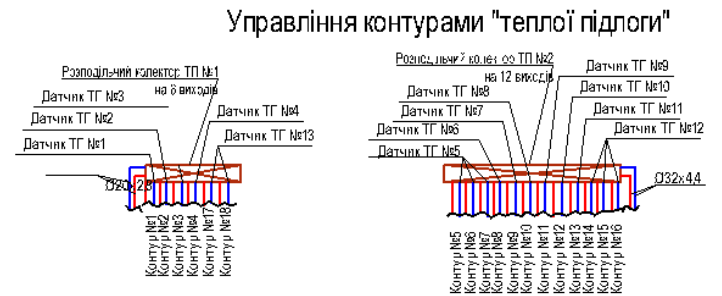 Управління контурами "теплої підлоги"
Розподільчий колектор ТП №1
на 6 виходів
Датчик ТГ №3
Датчик ТГ №2
Датчик ТГ №1
Датчик ТГ №4
Датчик ТГ №13
Контур №1
Контур №2
Контур №3
Контур №4
Контур №17
Контур №18
Розподільчий колектор ТП №2
на 12 виходів
Датчик ТГ №8
Датчик ТГ №7
Датчик ТГ №6
Датчик ТГ №5
Датчик ТГ №9
Датчик ТГ №10
Датчик ТГ №11
Датчик ТГ №12
Ø32x4,4
Контур №5
Контур №6
Контур №7
Контур №8
Контур №9
Контур №10
Контур №11
Контур №12
Контур №13
Контур №14
Контур №15
Контур №16